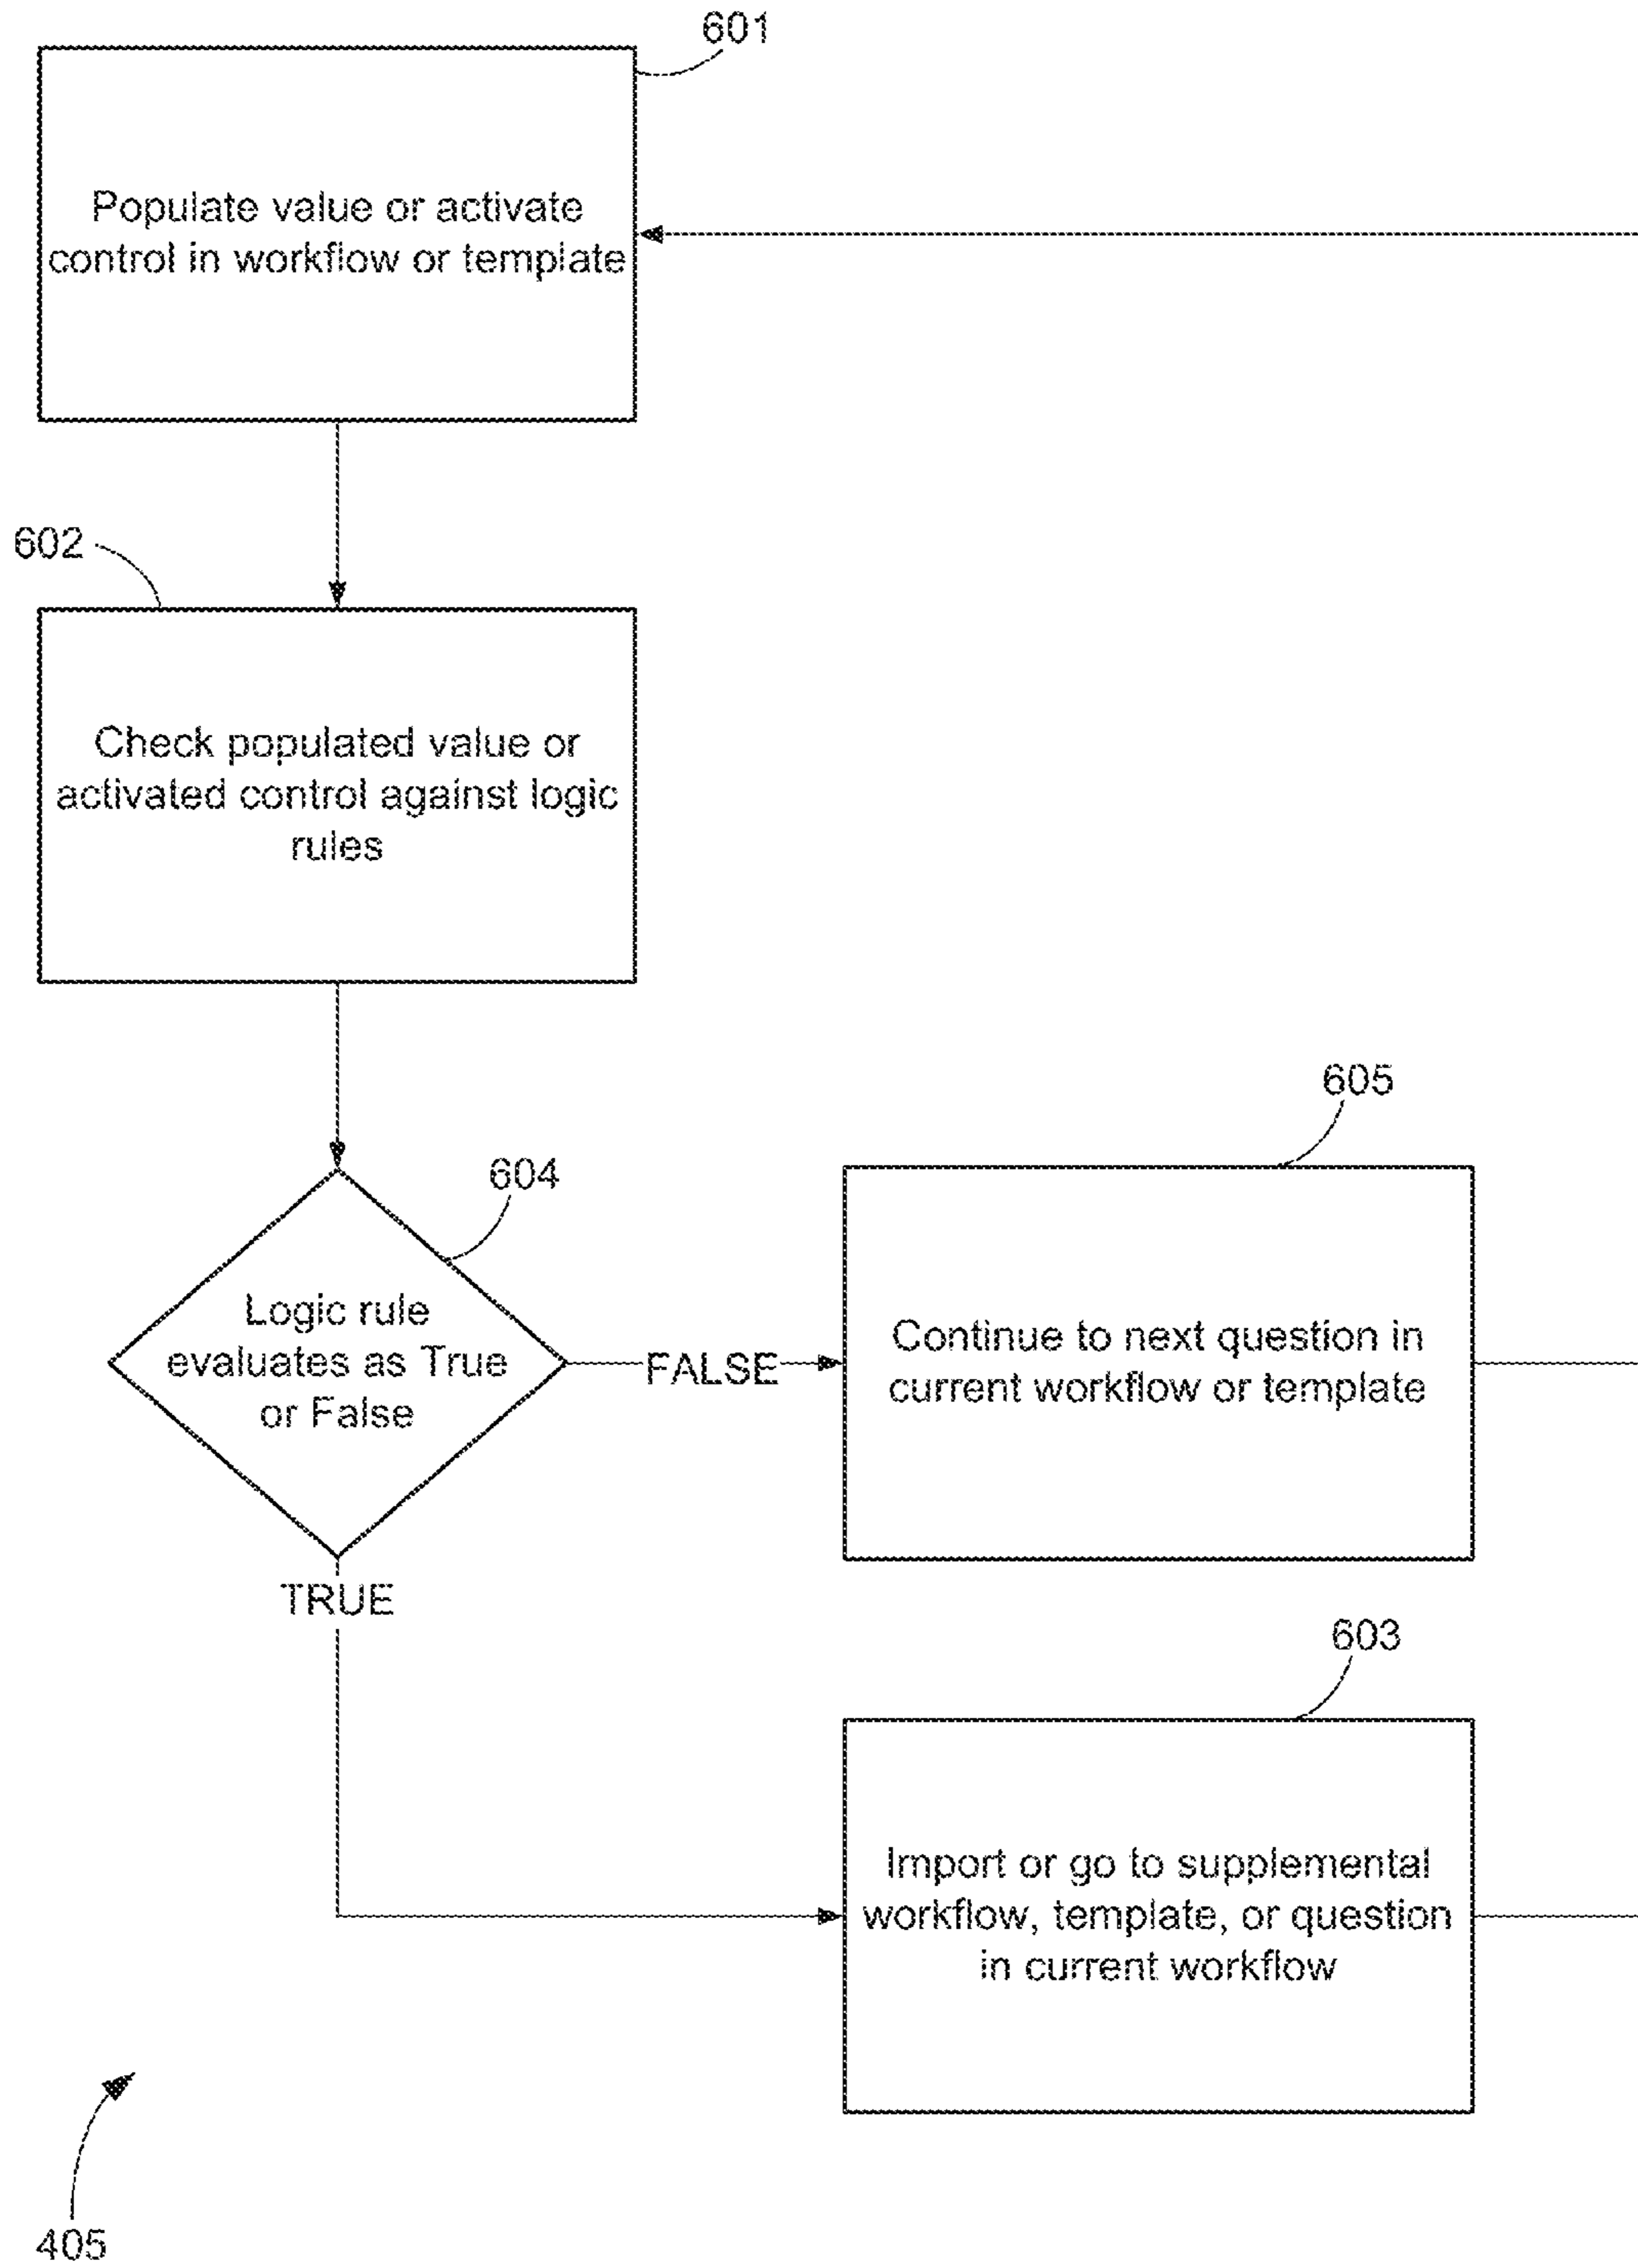 601
Populate value or activate
control in workflow or template
602
Check populated value or
activated control against logic
rules
605
604
Logic rule
evaluates as True
or False
FALSE
Continue to next question in
current workflow or template
TRUE
603
Import or go to supplemental
workflow, template, or question
in current workflow
405